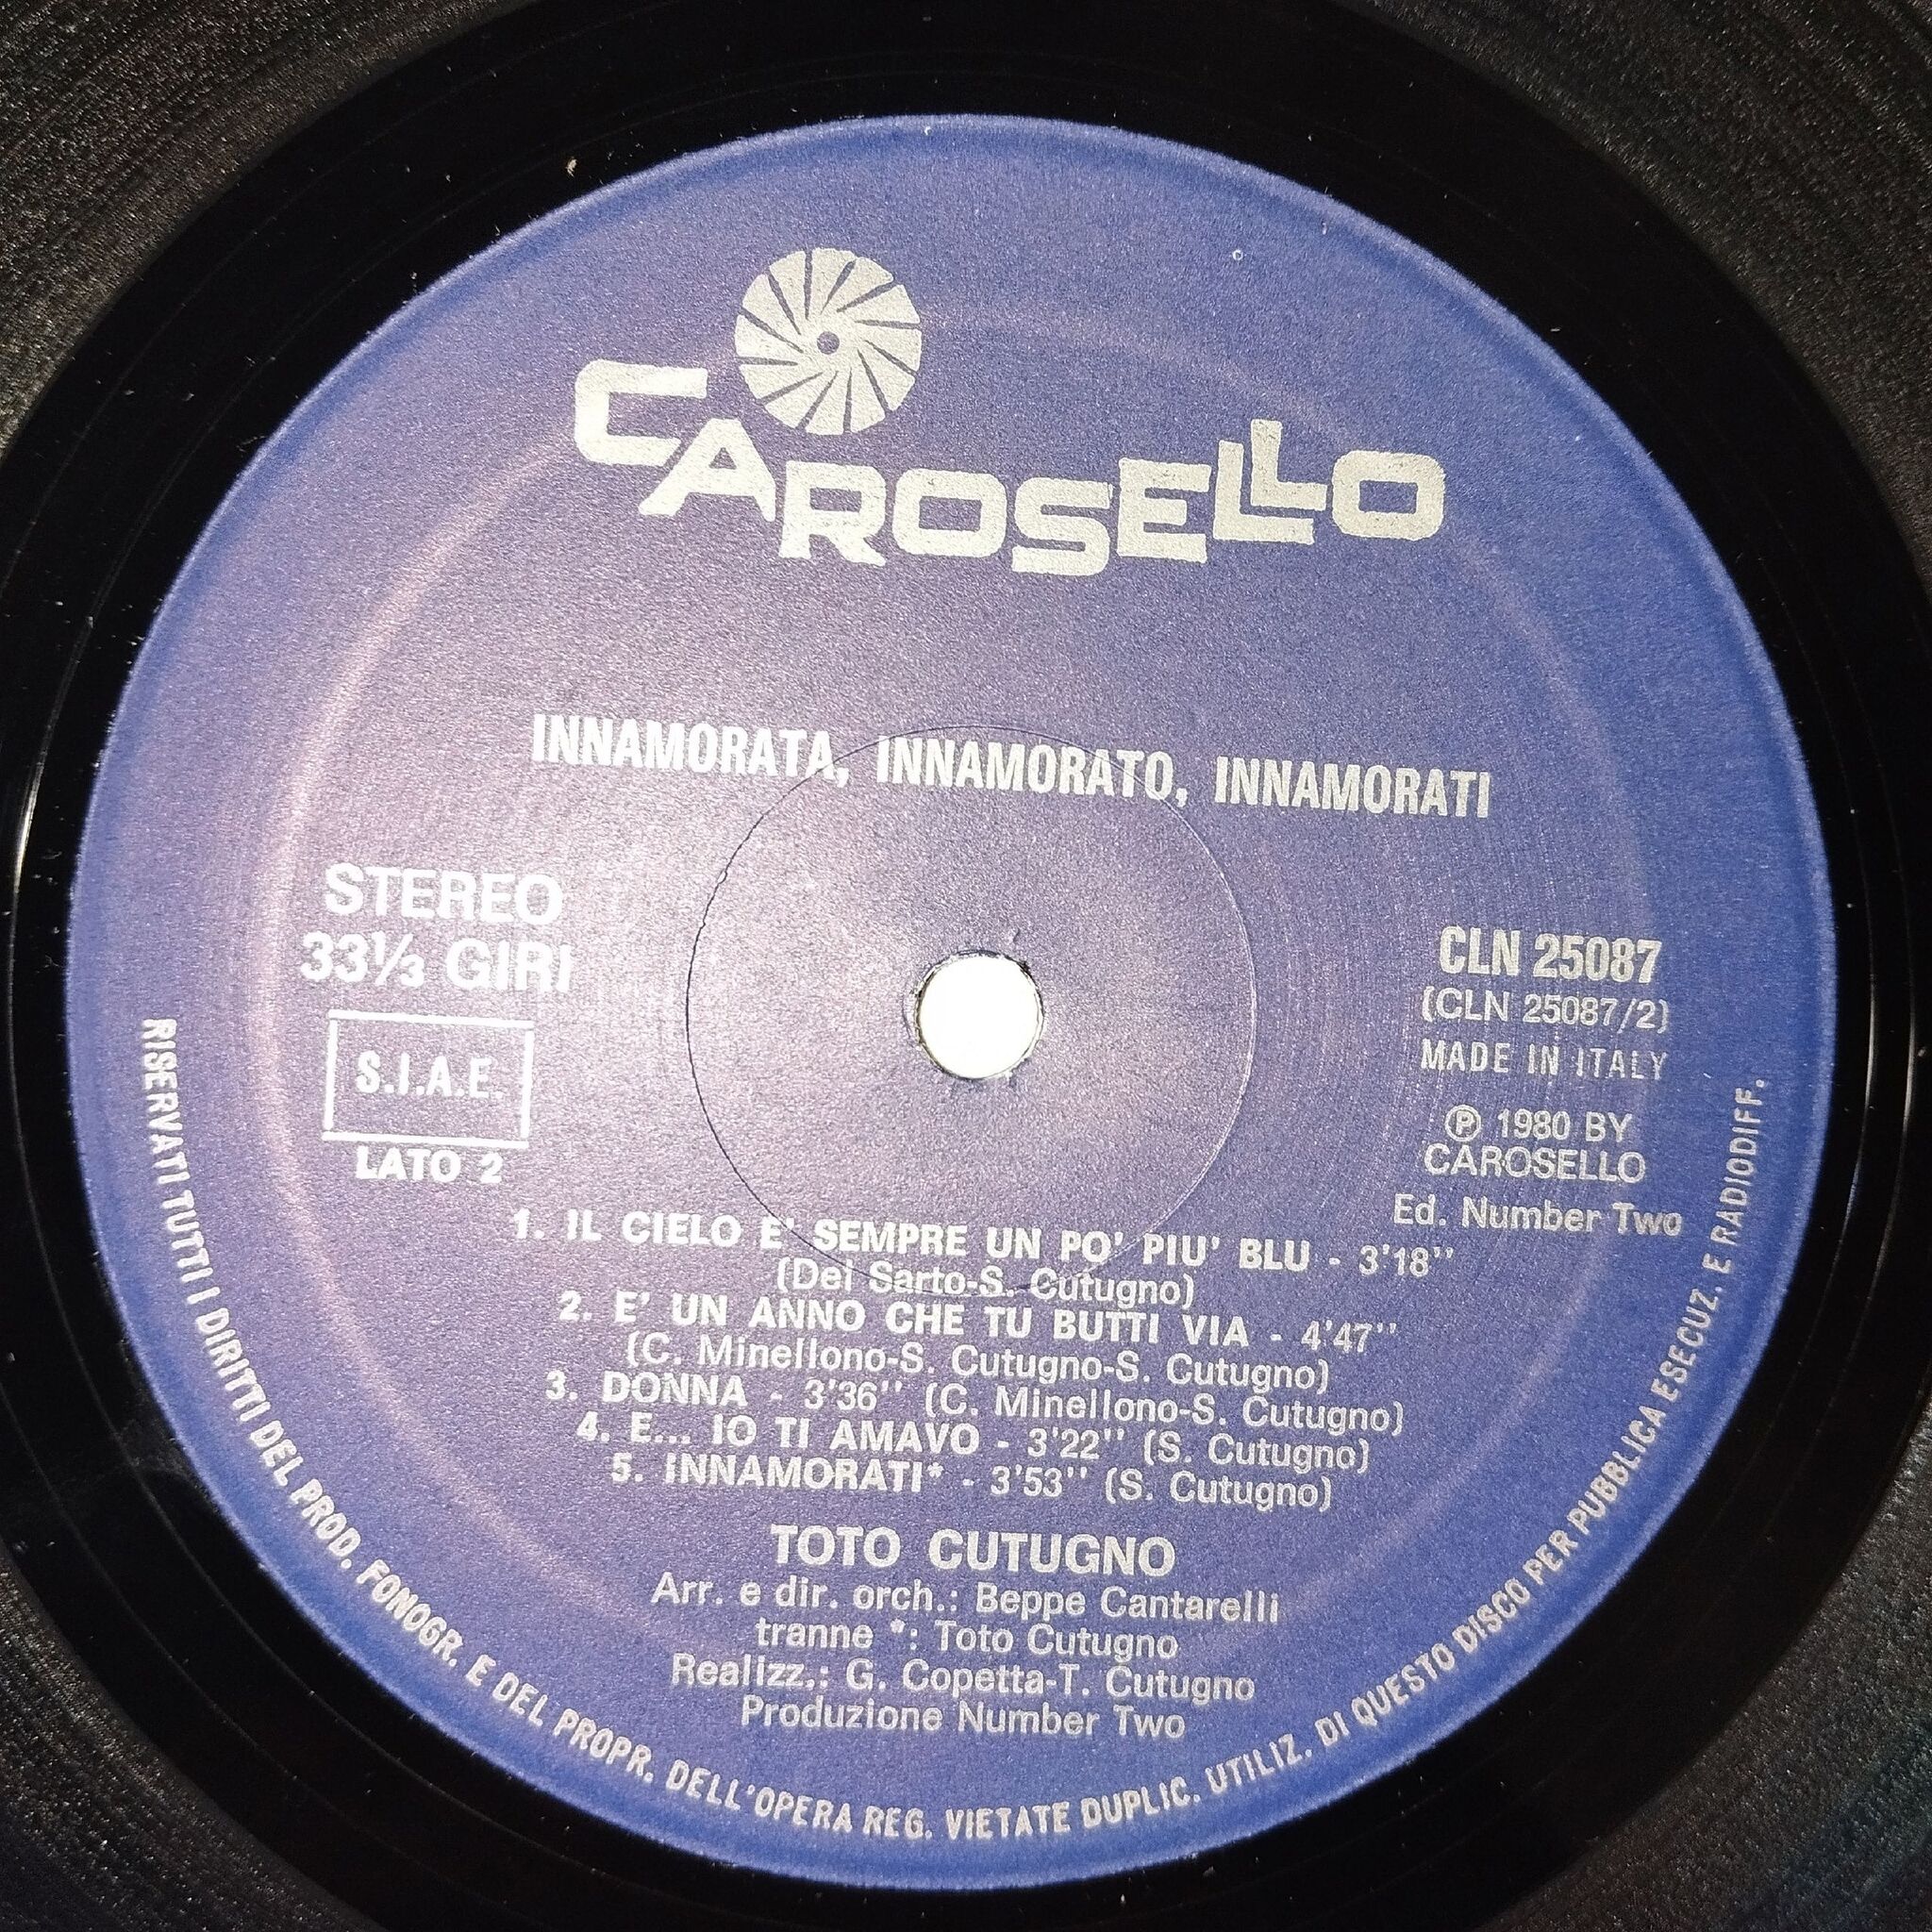 CAROSELLO
INNAMORATA, INNAMORATO, INNAMORATI
STEREO
33⅓ GIRI
S.I.A.E.
LATO 2
CLN 25087
(CLN 25087/2)
MADE IN ITALY
℗ 1980 BY
CAROSELLO
Ed. Number Two
1. IL CIELO E' SEMPRE UN PO' PIU' BLU - 3'18''
(Del Sarto-S. Cutugno)
2. E' UN ANNO CHE TU BUTTI VIA - 4'47''
(C. Minellono-S. Cutugno-S. Cutugno)
3. DONNA - 3'36'' (C. Minellono-S. Cutugno)
4. E... IO TI AMAVO - 3'22'' (S. Cutugno)
5. INNAMORATI* - 3'53'' (S. Cutugno)
TOTO CUTUGNO
Arr. e dir. orch.: Beppe Cantarelli
tranne *: Toto Cutugno
Realizz.: G. Copetta-T. Cutugno
Produzione Number Two
RISERVATI TUTTI I DIRITTI DEL PROD. FONOGR. E DEL PROPR. DELL'OPERA REG. VIETATE DUPLIC. UTILIZ. DI QUESTO DISCO PER PUBBLICA ESECUZ. E RADIODIFF.